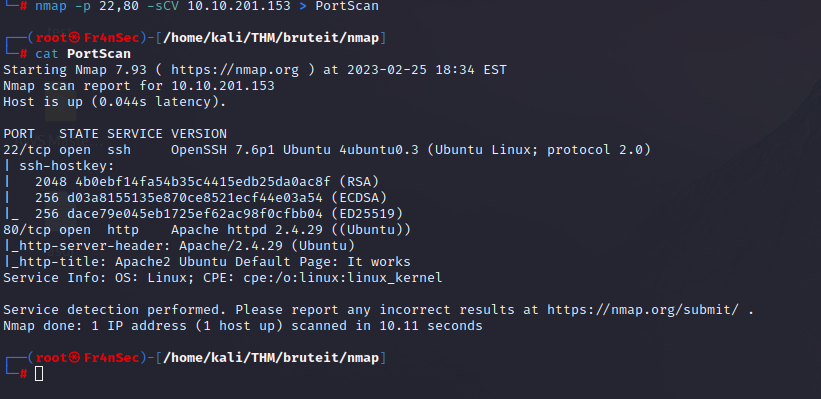 # nmap -p 22,80 -sCV 10.10.201.153 > PortScan
(root㉿Fr4nSec)-[/home/kali/THM/bruteit/nmap]
# cat PortScan
Starting Nmap 7.93 ( https://nmap.org ) at 2023-02-25 18:34 EST
Nmap scan report for 10.10.201.153
Host is up (0.044s latency).
PORT   STATE SERVICE VERSION
22/tcp open  ssh     OpenSSH 7.6p1 Ubuntu 4ubuntu0.3 (Ubuntu Linux; protocol 2.0)
| ssh-hostkey:
|   2048 4b0ebf14fa54b35c4415edb25da0ac8f (RSA)
|   256 d03a8155135e870ce8521ecf44e03a54 (ECDSA)
|_  256 dace79e045eb1725ef62ac98f0cfbb04 (ED25519)
80/tcp open  http    Apache httpd 2.4.29 ((Ubuntu))
|_http-server-header: Apache/2.4.29 (Ubuntu)
|_http-title: Apache2 Ubuntu Default Page: It works
Service Info: OS: Linux; CPE: cpe:/o:linux:linux_kernel
Service detection performed. Please report any incorrect results at https://nmap.org/submit/ .
Nmap done: 1 IP address (1 host up) scanned in 10.11 seconds
(root㉿Fr4nSec)-[/home/kali/THM/bruteit/nmap]
#